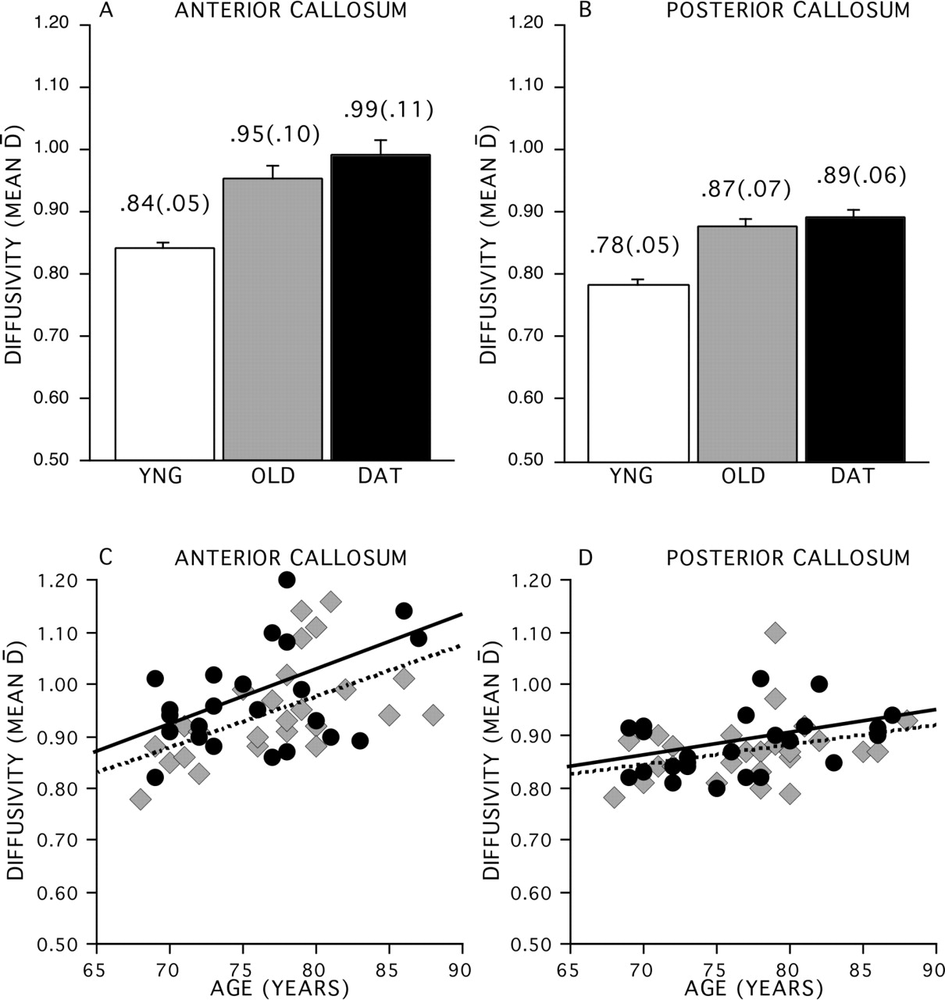 A ANTERIOR CALLOSUM
1.20
1.10
1.00
0.90
0.80
0.70
0.60
0.50
DIFFUSIVITY (MEAN D̄)
.84(.05)
.95(.10)
.99(.11)
YNG OLD DAT
B POSTERIOR CALLOSUM
1.20
1.10
1.00
0.90
0.80
0.70
0.60
0.50
DIFFUSIVITY (MEAN D̄)
.78(.05)
.87(.07)
.89(.06)
YNG OLD DAT
C ANTERIOR CALLOSUM
1.20
1.10
1.00
0.90
0.80
0.70
0.60
0.50
DIFFUSIVITY (MEAN D̄)
65 70 75 80 85 90
AGE (YEARS)
D POSTERIOR CALLOSUM
1.20
1.10
1.00
0.90
0.80
0.70
0.60
0.50
DIFFUSIVITY (MEAN D̄)
65 70 75 80 85 90
AGE (YEARS)